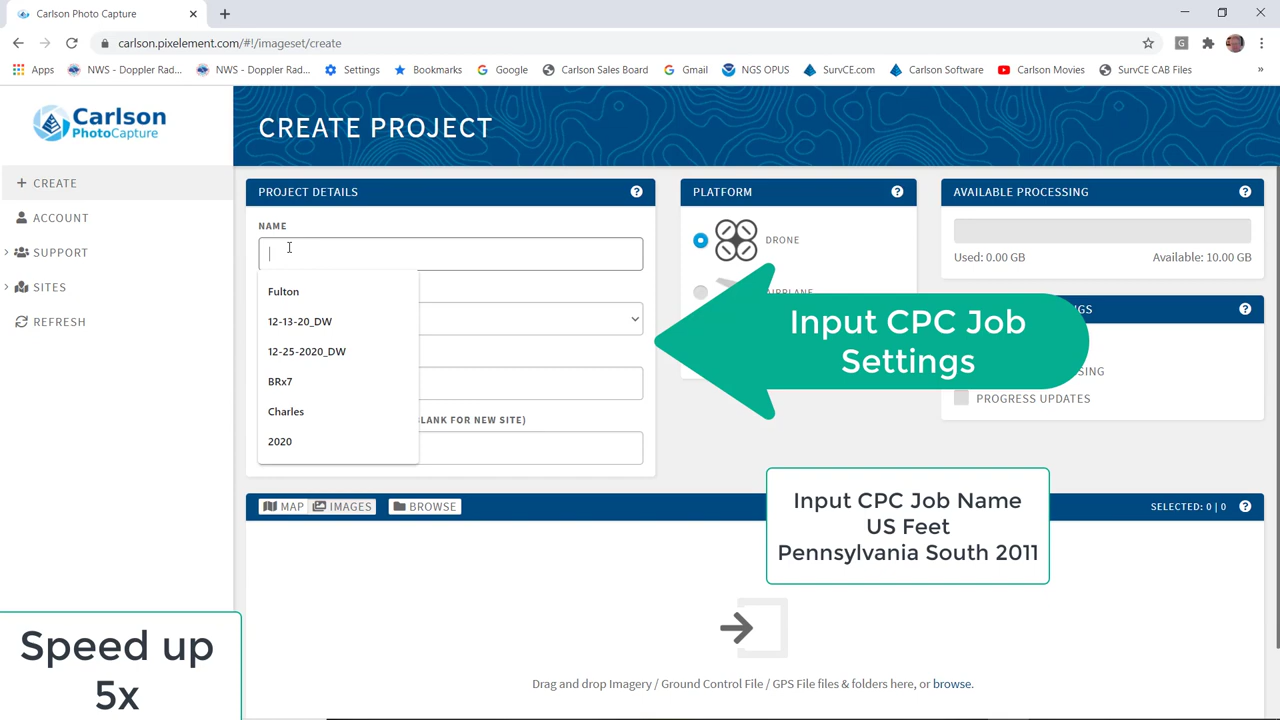 Carlson Photo Capture
carlson.pixelement.com/#!/imageset/create
G
Apps
NWS - Doppler Rad...
NWS - Doppler Rad...
Settings
Bookmarks
Google
Carlson Sales Board
Gmail
NGS OPUS
SurvCE.com
Carlson Software
Carlson Movies
SurvCE CAB Files
»
Carlson
PhotoCapture
CREATE PROJECT
CREATE
ACCOUNT
SUPPORT
SITES
REFRESH
PROJECT DETAILS
NAME
Fulton
12-13-20_DW
12-25-2020_DW
BRx7
Charles
2020
LANK FOR NEW SITE)
PLATFORM
DRONE
AVAILABLE PROCESSING
Used: 0.00 GB
Available: 10.00 GB
PROGRESS UPDATES
Input CPC Job
Settings
Input CPC Job Name
US Feet
Pennsylvania South 2011
MAP
IMAGES
BROWSE
SELECTED: 0 | 0
Drag and drop Imagery / Ground Control File / GPS File files & folders here, or browse.
Speed up
5x